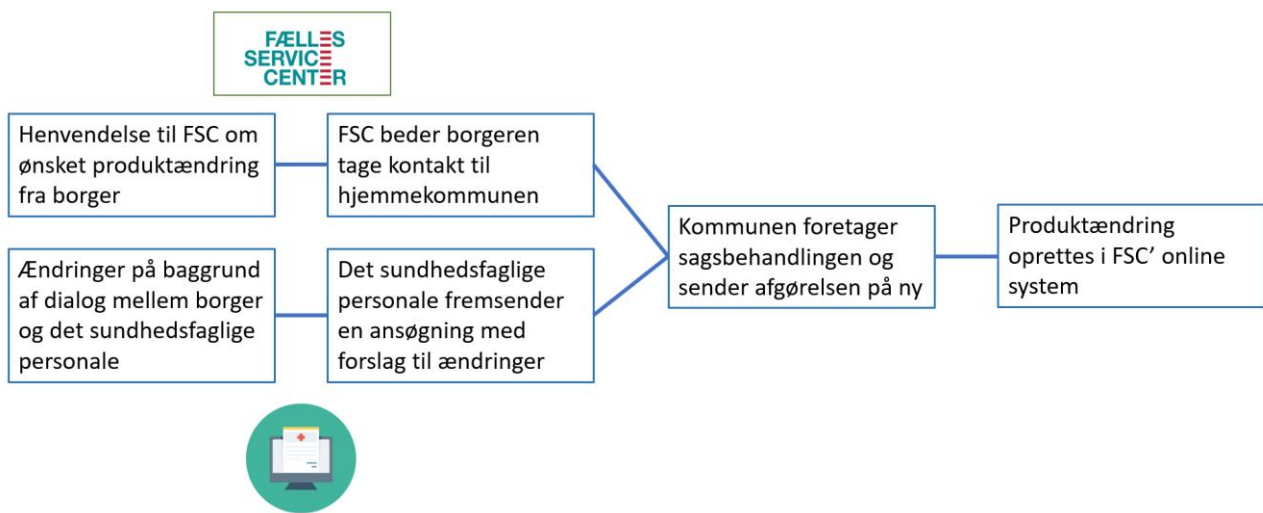 FÆLLES
SERVICE
CENTER
Henvendelse til FSC om
ønsket produktændring
fra borger
FSC beder borgeren
tage kontakt til
hjemmekommunen
Ændringer på baggrund
af dialog mellem borger
og det sundhedsfaglige
personale
Det sundhedsfaglige
personale fremsender
en ansøgning med
forslag til ændringer
Kommunen foretager
sagsbehandlingen og
sender afgørelsen på ny
Produktændring
oprettes i FSC’ online
system